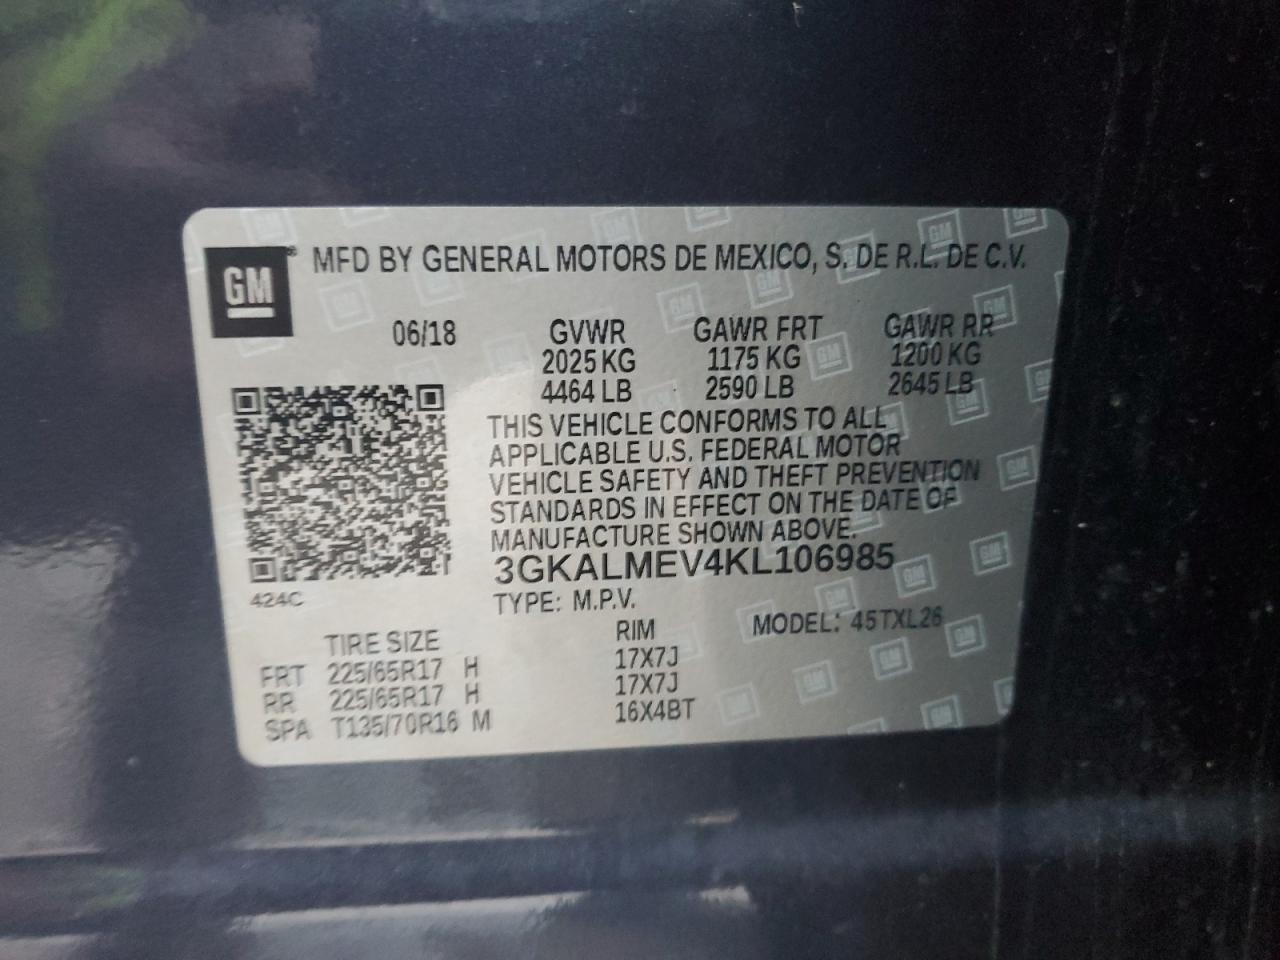 GM
MFD BY GENERAL MOTORS DE MEXICO, S. DE R.L. DE C.V.
06/18 GVWR GAWR FRT GAWR RR
2025 KG 1175 KG 1200 KG
4464 LB 2590 LB 2645 LB
THIS VEHICLE CONFORMS TO ALL
APPLICABLE U.S. FEDERAL MOTOR
VEHICLE SAFETY AND THEFT PREVENTION
STANDARDS IN EFFECT ON THE DATE OF
MANUFACTURE SHOWN ABOVE.
3GKALMEV4KL106985
424C
TYPE: M.P.V. MODEL: 45TXL26
TIRE SIZE RIM
FRT 225/65R17 H 17X7J
RR 225/65R17 H 17X7J
SPA T135/70R16 M 16X4BT